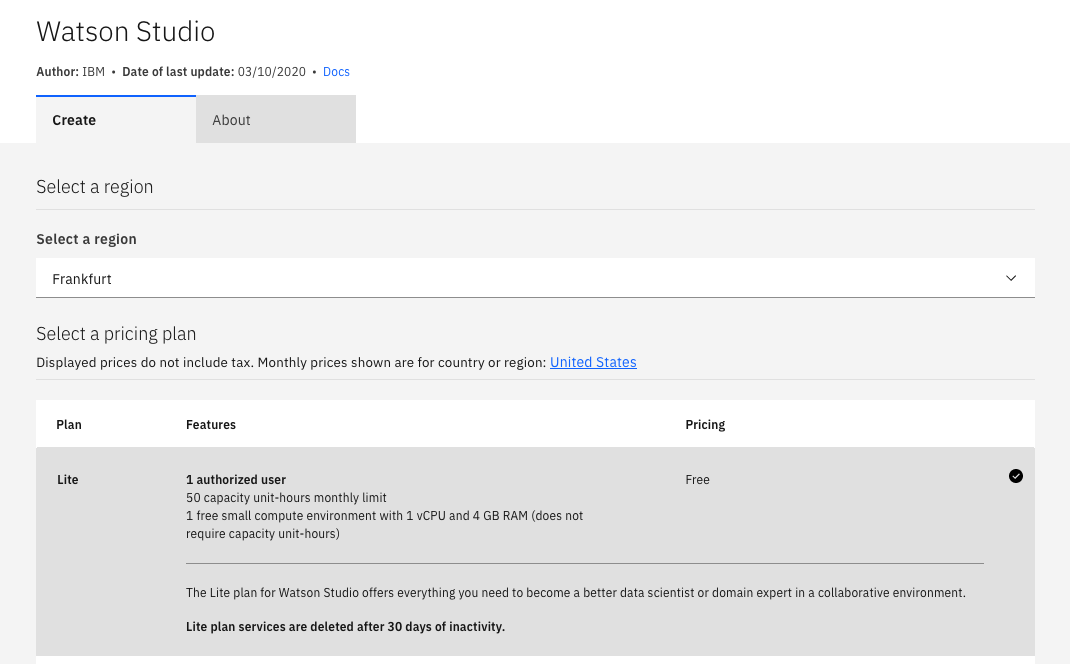 Watson Studio
Author: IBM • Date of last update: 03/10/2020 • Docs
Create About
Select a region
Select a region
Frankfurt
Select a pricing plan
Displayed prices do not include tax. Monthly prices shown are for country or region: United States
Plan Features Pricing
Lite 1 authorized user Free
50 capacity unit-hours monthly limit
1 free small compute environment with 1 vCPU and 4 GB RAM (does not
require capacity unit-hours)
The Lite plan for Watson Studio offers everything you need to become a better data scientist or domain expert in a collaborative environment.
Lite plan services are deleted after 30 days of inactivity.